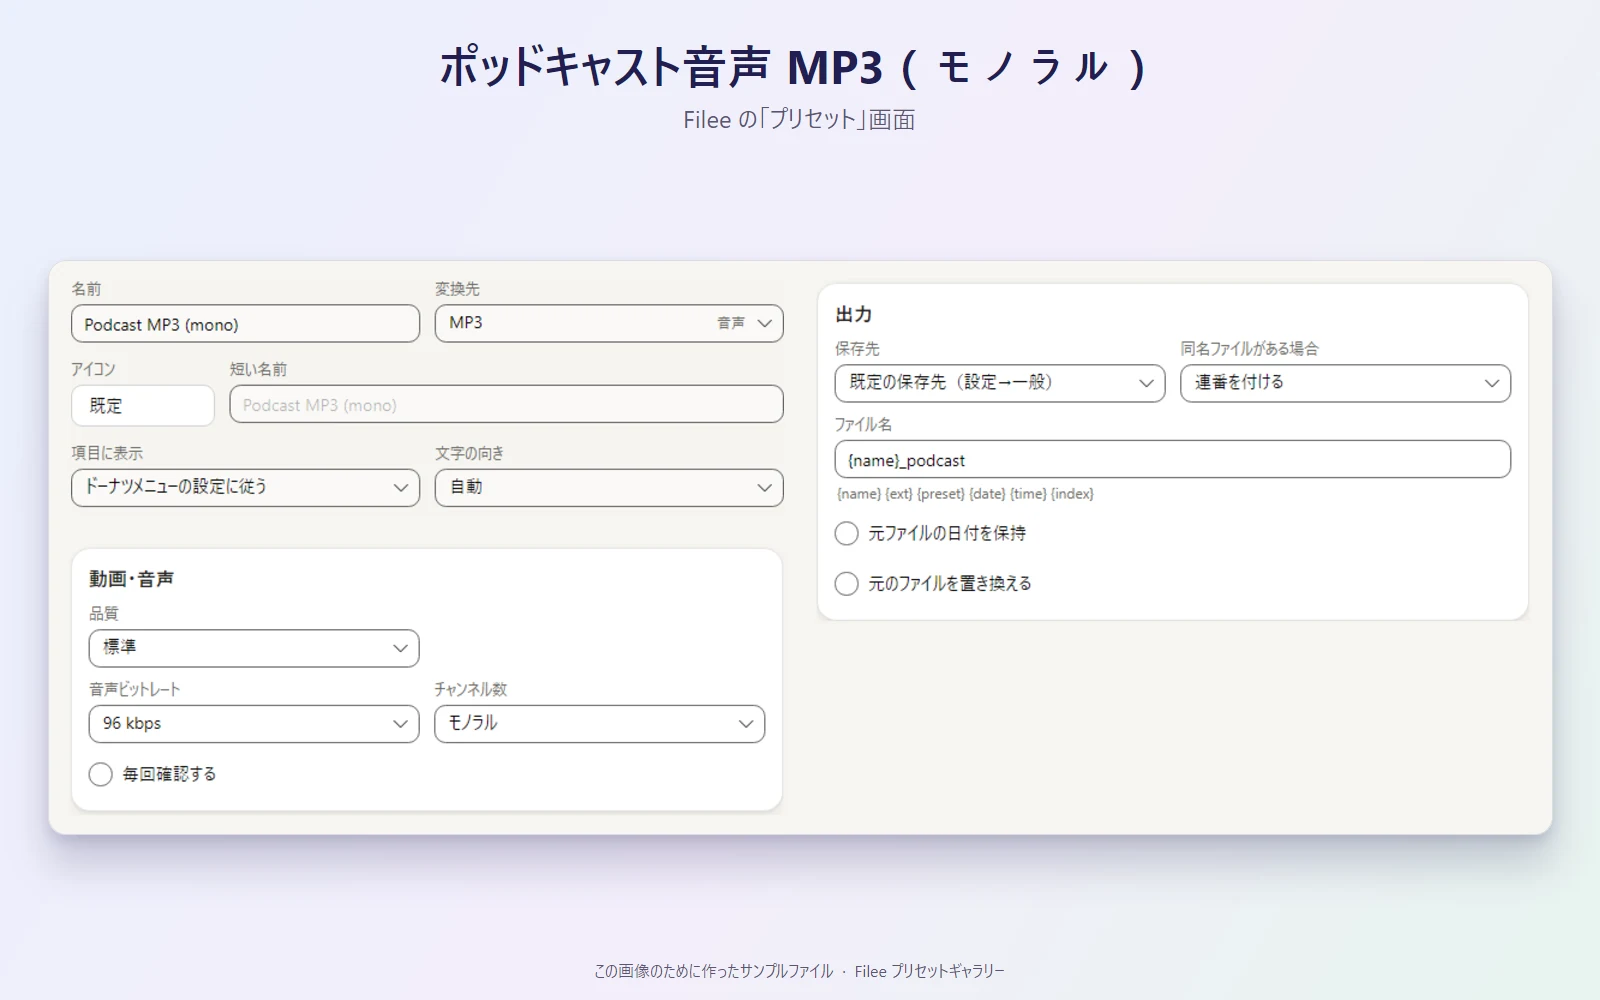 ポッドキャスト音声 MP3 ( モノラル )
Filee の「プリセット」画面
名前
Podcast MP3 (mono)
変換先
MP3 音声
アイコン
既定
短い名前
Podcast MP3 (mono)
項目に表示
ドーナツメニューの設定に従う
文字の向き
自動
動画・音声
品質
標準
音声ビットレート
96 kbps
チャンネル数
モノラル
毎回確認する
出力
保存先
既定の保存先（設定→一般）
同名ファイルがある場合
連番を付ける
ファイル名
{name}_podcast
{name} {ext} {preset} {date} {time} {index}
元ファイルの日付を保持
元のファイルを置き換える
この画像のために作ったサンプルファイル · Filee プリセットギャラリー